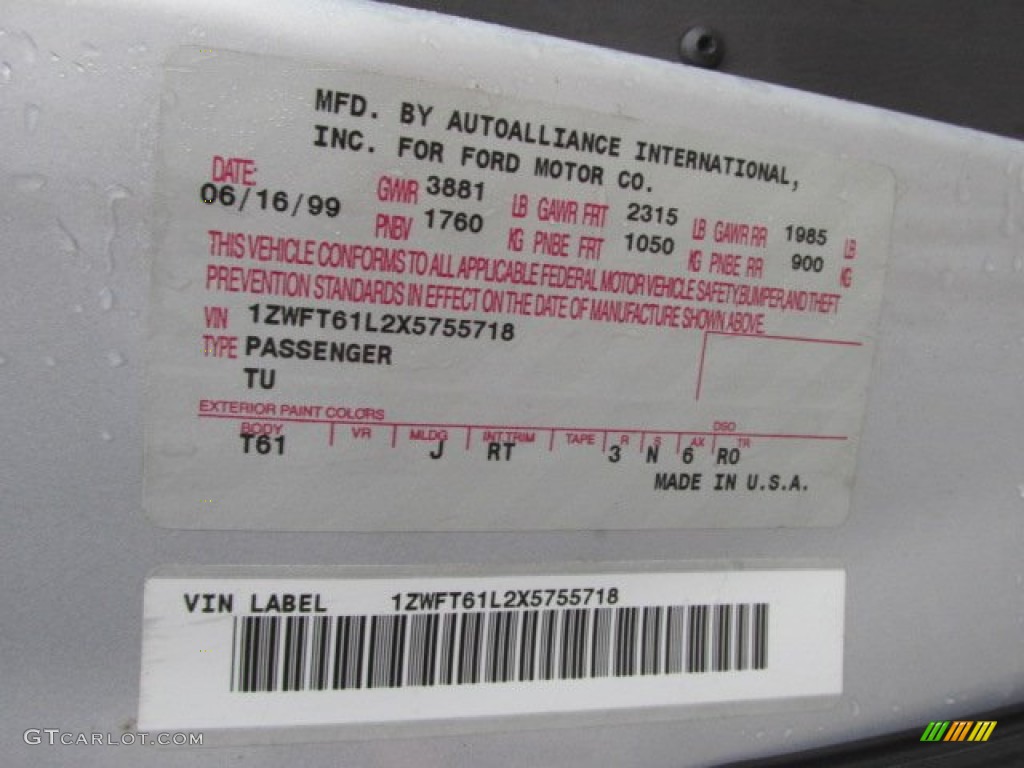 MFD. BY AUTOALLIANCE INTERNATIONAL,
INC. FOR FORD MOTOR CO.
DATE: GVWR 3881 LB GAWR FRT 2315 LB GAWR RR 1985 LB
06/16/99 PNBV 1760 KG PNBE FRT 1050 KG PNBE RR 900 KG
THIS VEHICLE CONFORMS TO ALL APPLICABLE FEDERAL MOTOR VEHICLE SAFETY, BUMPER, AND THEFT
PREVENTION STANDARDS IN EFFECT ON THE DATE OF MANUFACTURE SHOWN ABOVE.
VIN 1ZWFT61L2X5755718
TYPE PASSENGER
TU
EXTERIOR PAINT COLORS DSO
BODY VR MLDG INT TRIM TAPE R S AX TR
T61 J RT 3 N 6 R0
MADE IN U.S.A.
VIN LABEL 1ZWFT61L2X5755718
GTCARLOT.COM